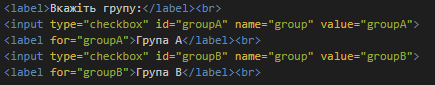 <label>Вкажіть групу:</label><br>
<input type="checkbox" id="groupA" name="group" value="groupA">
<label for="groupA">Група А</label><br>
<input type="checkbox" id="groupB" name="group" value="groupB">
<label for="groupB">Група В</label><br>